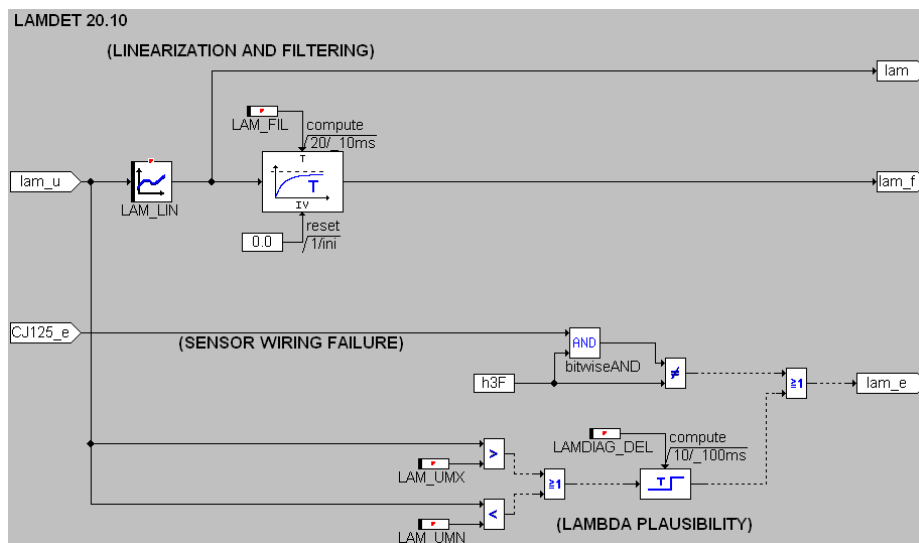 LAMDET 20.10
(LINEARIZATION AND FILTERING)
lam
LAM_FIL
compute
20/_10ms
T
lam_u
T
lam_f
LAM_LIN
IV
reset
0.0
1/ini
CJ125_e
(SENSOR WIRING FAILURE)
AND
bitwiseAND
h3F
≠
≥1
lam_e
LAMDIAG_DEL
compute
10/_100ms
>
LAM_UMX
≥1
T
<
LAM_UMN
(LAMBDA PLAUSIBILITY)